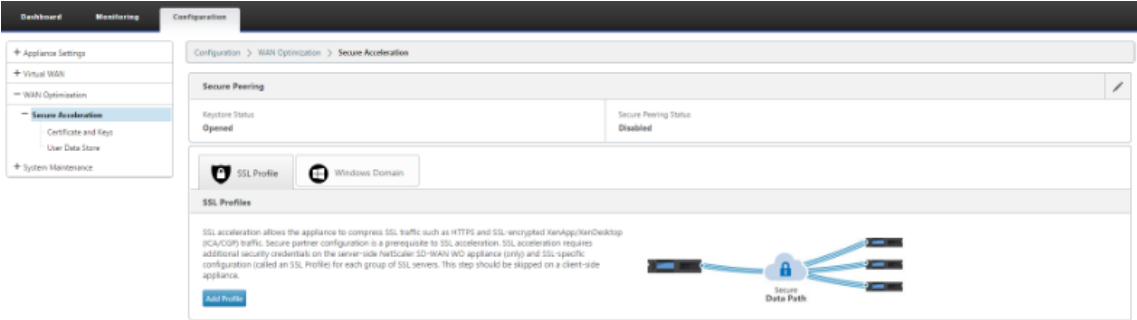 Dashboard Monitoring Configuration
+ Appliance Settings
+ Virtual WAN
− WAN Optimization
− Secure Acceleration
Certificate and Keys
User Data Store
+ System Maintenance
Configuration > WAN Optimization > Secure Acceleration
Secure Peering
Keystore Status
Opened
Secure Peering Status
Disabled
SSL Profile
Windows Domain
SSL Profiles
SSL acceleration allows the appliance to compress SSL traffic such as HTTPS and SSL-encrypted XenApp/XenDesktop
(ICA/CGP) traffic. Secure partner configuration is a prerequisite to SSL acceleration. SSL acceleration requires
additional security credentials on the server-side NetScaler SD-WAN WO appliance (only) and SSL-specific
configuration (called an SSL Profile) for each group of SSL servers. This step should be skipped on a client-side
appliance.
Add Profile
Secure
Data Path